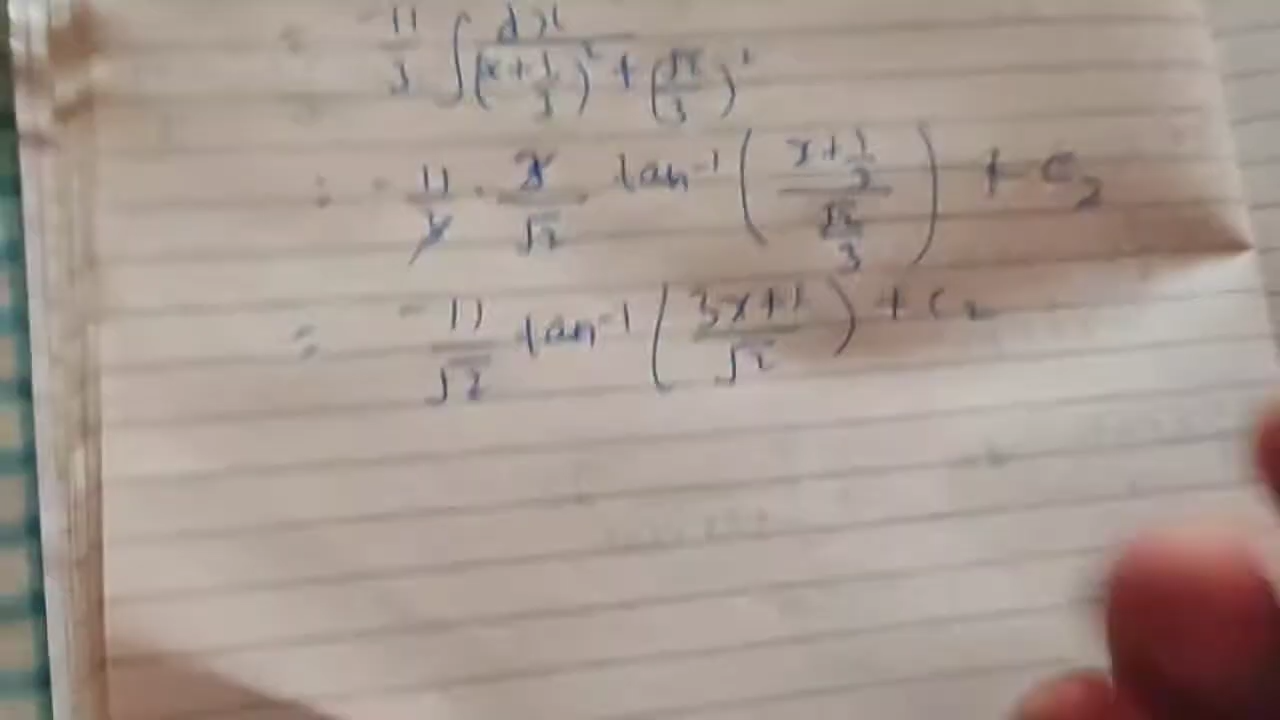 -11/3 ∫ dx/((x+1/3)² + (√2/3)²)
= -11/3 · 3/√2 tan⁻¹ ((x+1/3)/(√2/3)) + C₂
= -11/√2 tan⁻¹ ((3x+1)/√2) + C₂